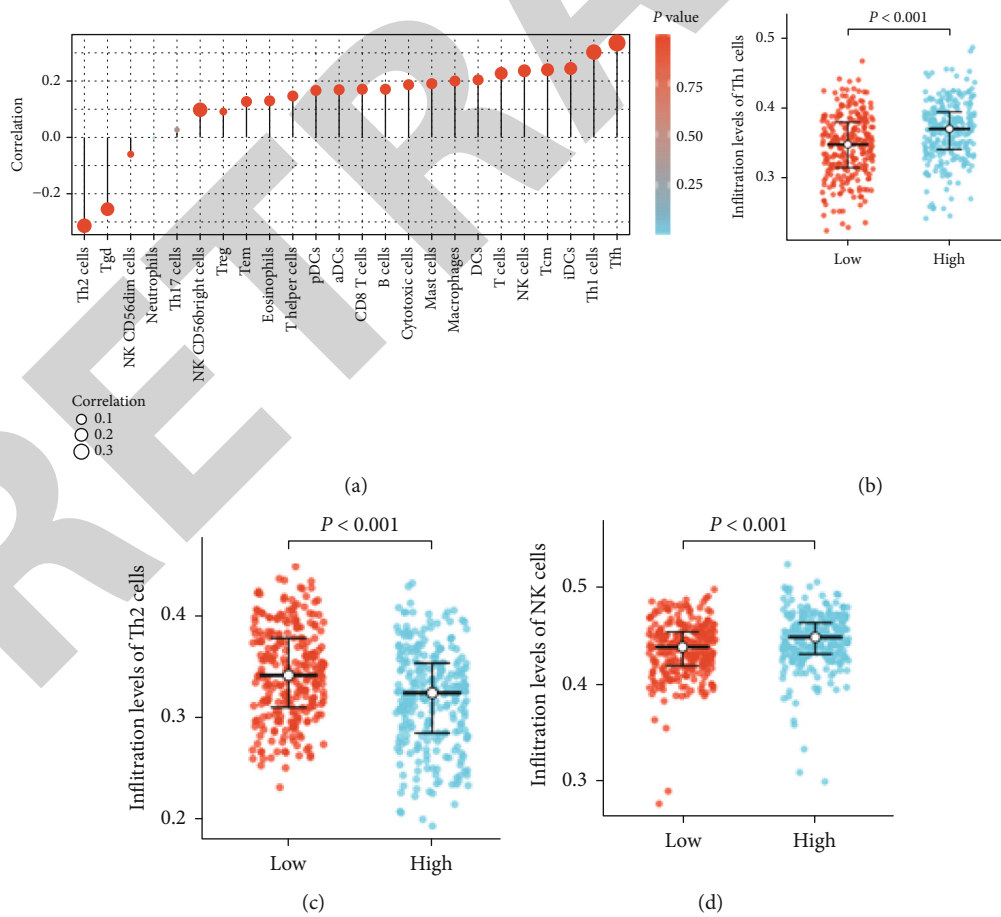 P value
0.75
0.50
0.25
Correlation
0.2
0.0
−0.2
Th2 cells
Tgd
NK CD56dim cells
Neutrophils
Th17 cells
NK CD56bright cells
Treg
Tem
Eosinophils
T helper cells
pDCs
aDCs
CD8 T cells
B cells
Cytotoxic cells
Mast cells
Macrophages
DCs
T cells
NK cells
Tcm
iDCs
Th1 cells
Tfh
Correlation
0.1
0.2
0.3
(a)
P < 0.001
Inflitration levels of Th1 cells
0.5
0.4
0.3
Low
High
(b)
P < 0.001
Inflitration levels of Th2 cells
0.4
0.3
0.2
Low
High
(c)
P < 0.001
Inflitration levels of NK cells
0.5
0.4
0.3
Low
High
(d)
RETRA